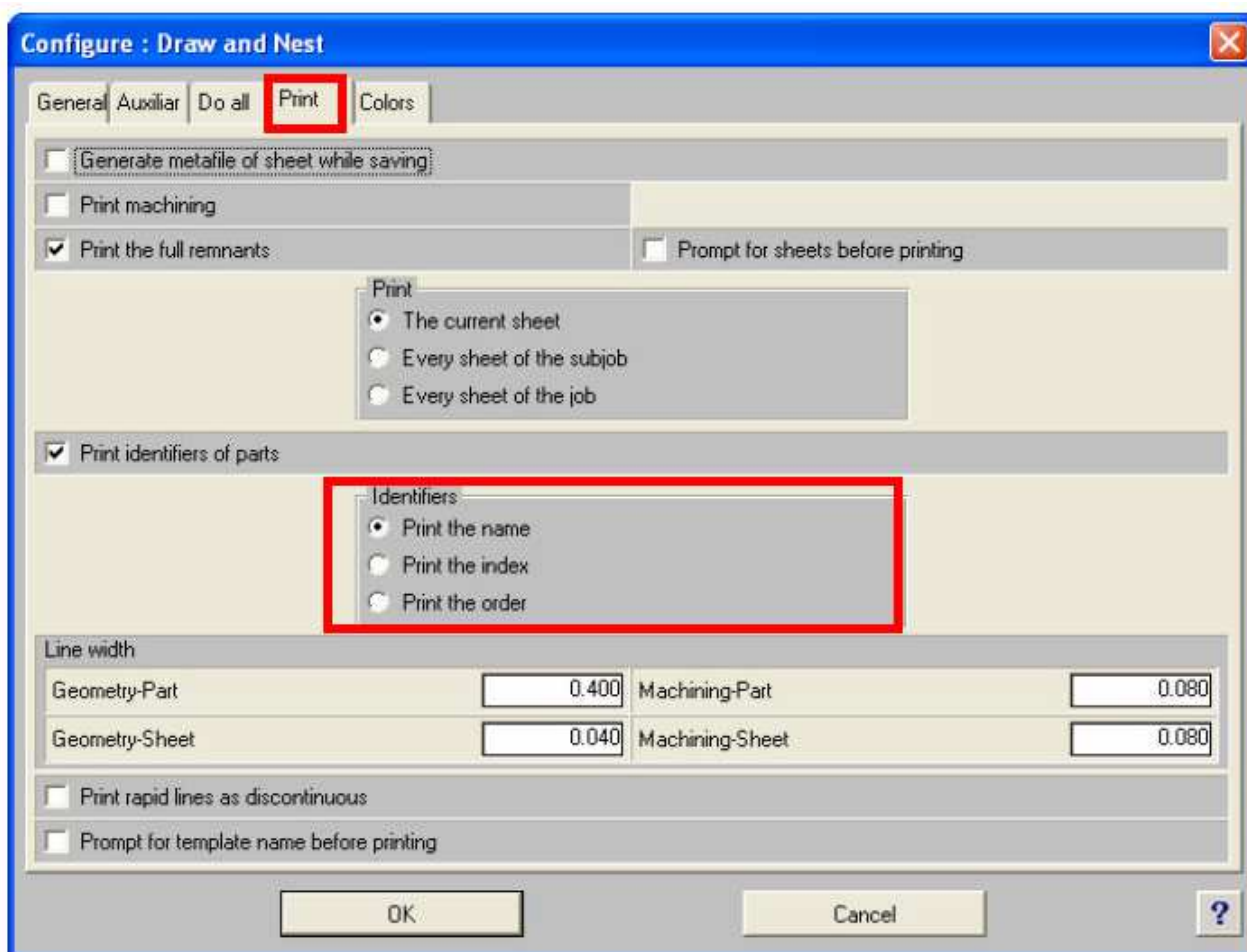 Configure : Draw and Nest
General Auxiliar Do all Print Colors
Generate metafile of sheet while saving
Print machining
Print the full remnants Prompt for sheets before printing
Print
The current sheet
Every sheet of the subjob
Every sheet of the job
Print identifiers of parts
Identifiers
Print the name
Print the index
Print the order
Line width
Geometry-Part 0.400 Machining-Part 0.080
Geometry-Sheet 0.040 Machining-Sheet 0.080
Print rapid lines as discontinuous
Prompt for template name before printing
OK Cancel ?